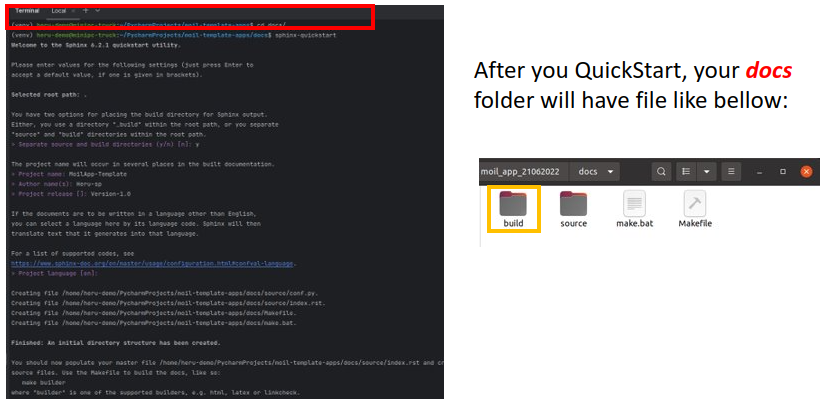 Terminal Local × + ∨
(venv) heru-demo@minipc-truck:~/PycharmProjects/moil-template-apps$ cd docs/
(venv) heru-demo@minipc-truck:~/PycharmProjects/moil-template-apps/docs$ sphinx-quickstart
Welcome to the Sphinx 6.2.1 quickstart utility.
Please enter values for the following settings (just press Enter to
accept a default value, if one is given in brackets).
Selected root path: .
You have two options for placing the build directory for Sphinx output.
Either, you use a directory "_build" within the root path, or you separate
"source" and "build" directories within the root path.
> Separate source and build directories (y/n) [n]: y
The project name will occur in several places in the built documentation.
> Project name: MoilApp-Template
> Author name(s): Heru-sp
> Project release []: Version-1.0
If the documents are to be written in a language other than English,
you can select a language here by its language code. Sphinx will then
translate text that it generates into that language.
For a list of supported codes, see
https://www.sphinx-doc.org/en/master/usage/configuration.html#confval-language.
> Project language [en]:
Creating file /home/heru-demo/PycharmProjects/moil-template-apps/docs/source/conf.py.
Creating file /home/heru-demo/PycharmProjects/moil-template-apps/docs/source/index.rst.
Creating file /home/heru-demo/PycharmProjects/moil-template-apps/docs/Makefile.
Creating file /home/heru-demo/PycharmProjects/moil-template-apps/docs/make.bat.
Finished: An initial directory structure has been created.
You should now populate your master file /home/heru-demo/PycharmProjects/moil-template-apps/docs/source/index.rst and cr
source files. Use the Makefile to build the docs, like so:
make builder
where "builder" is one of the supported builders, e.g. html, latex or linkcheck.
After you QuickStart, your docs
folder will have file like bellow:
moil_app_21062022 docs
build source make.bat Makefile